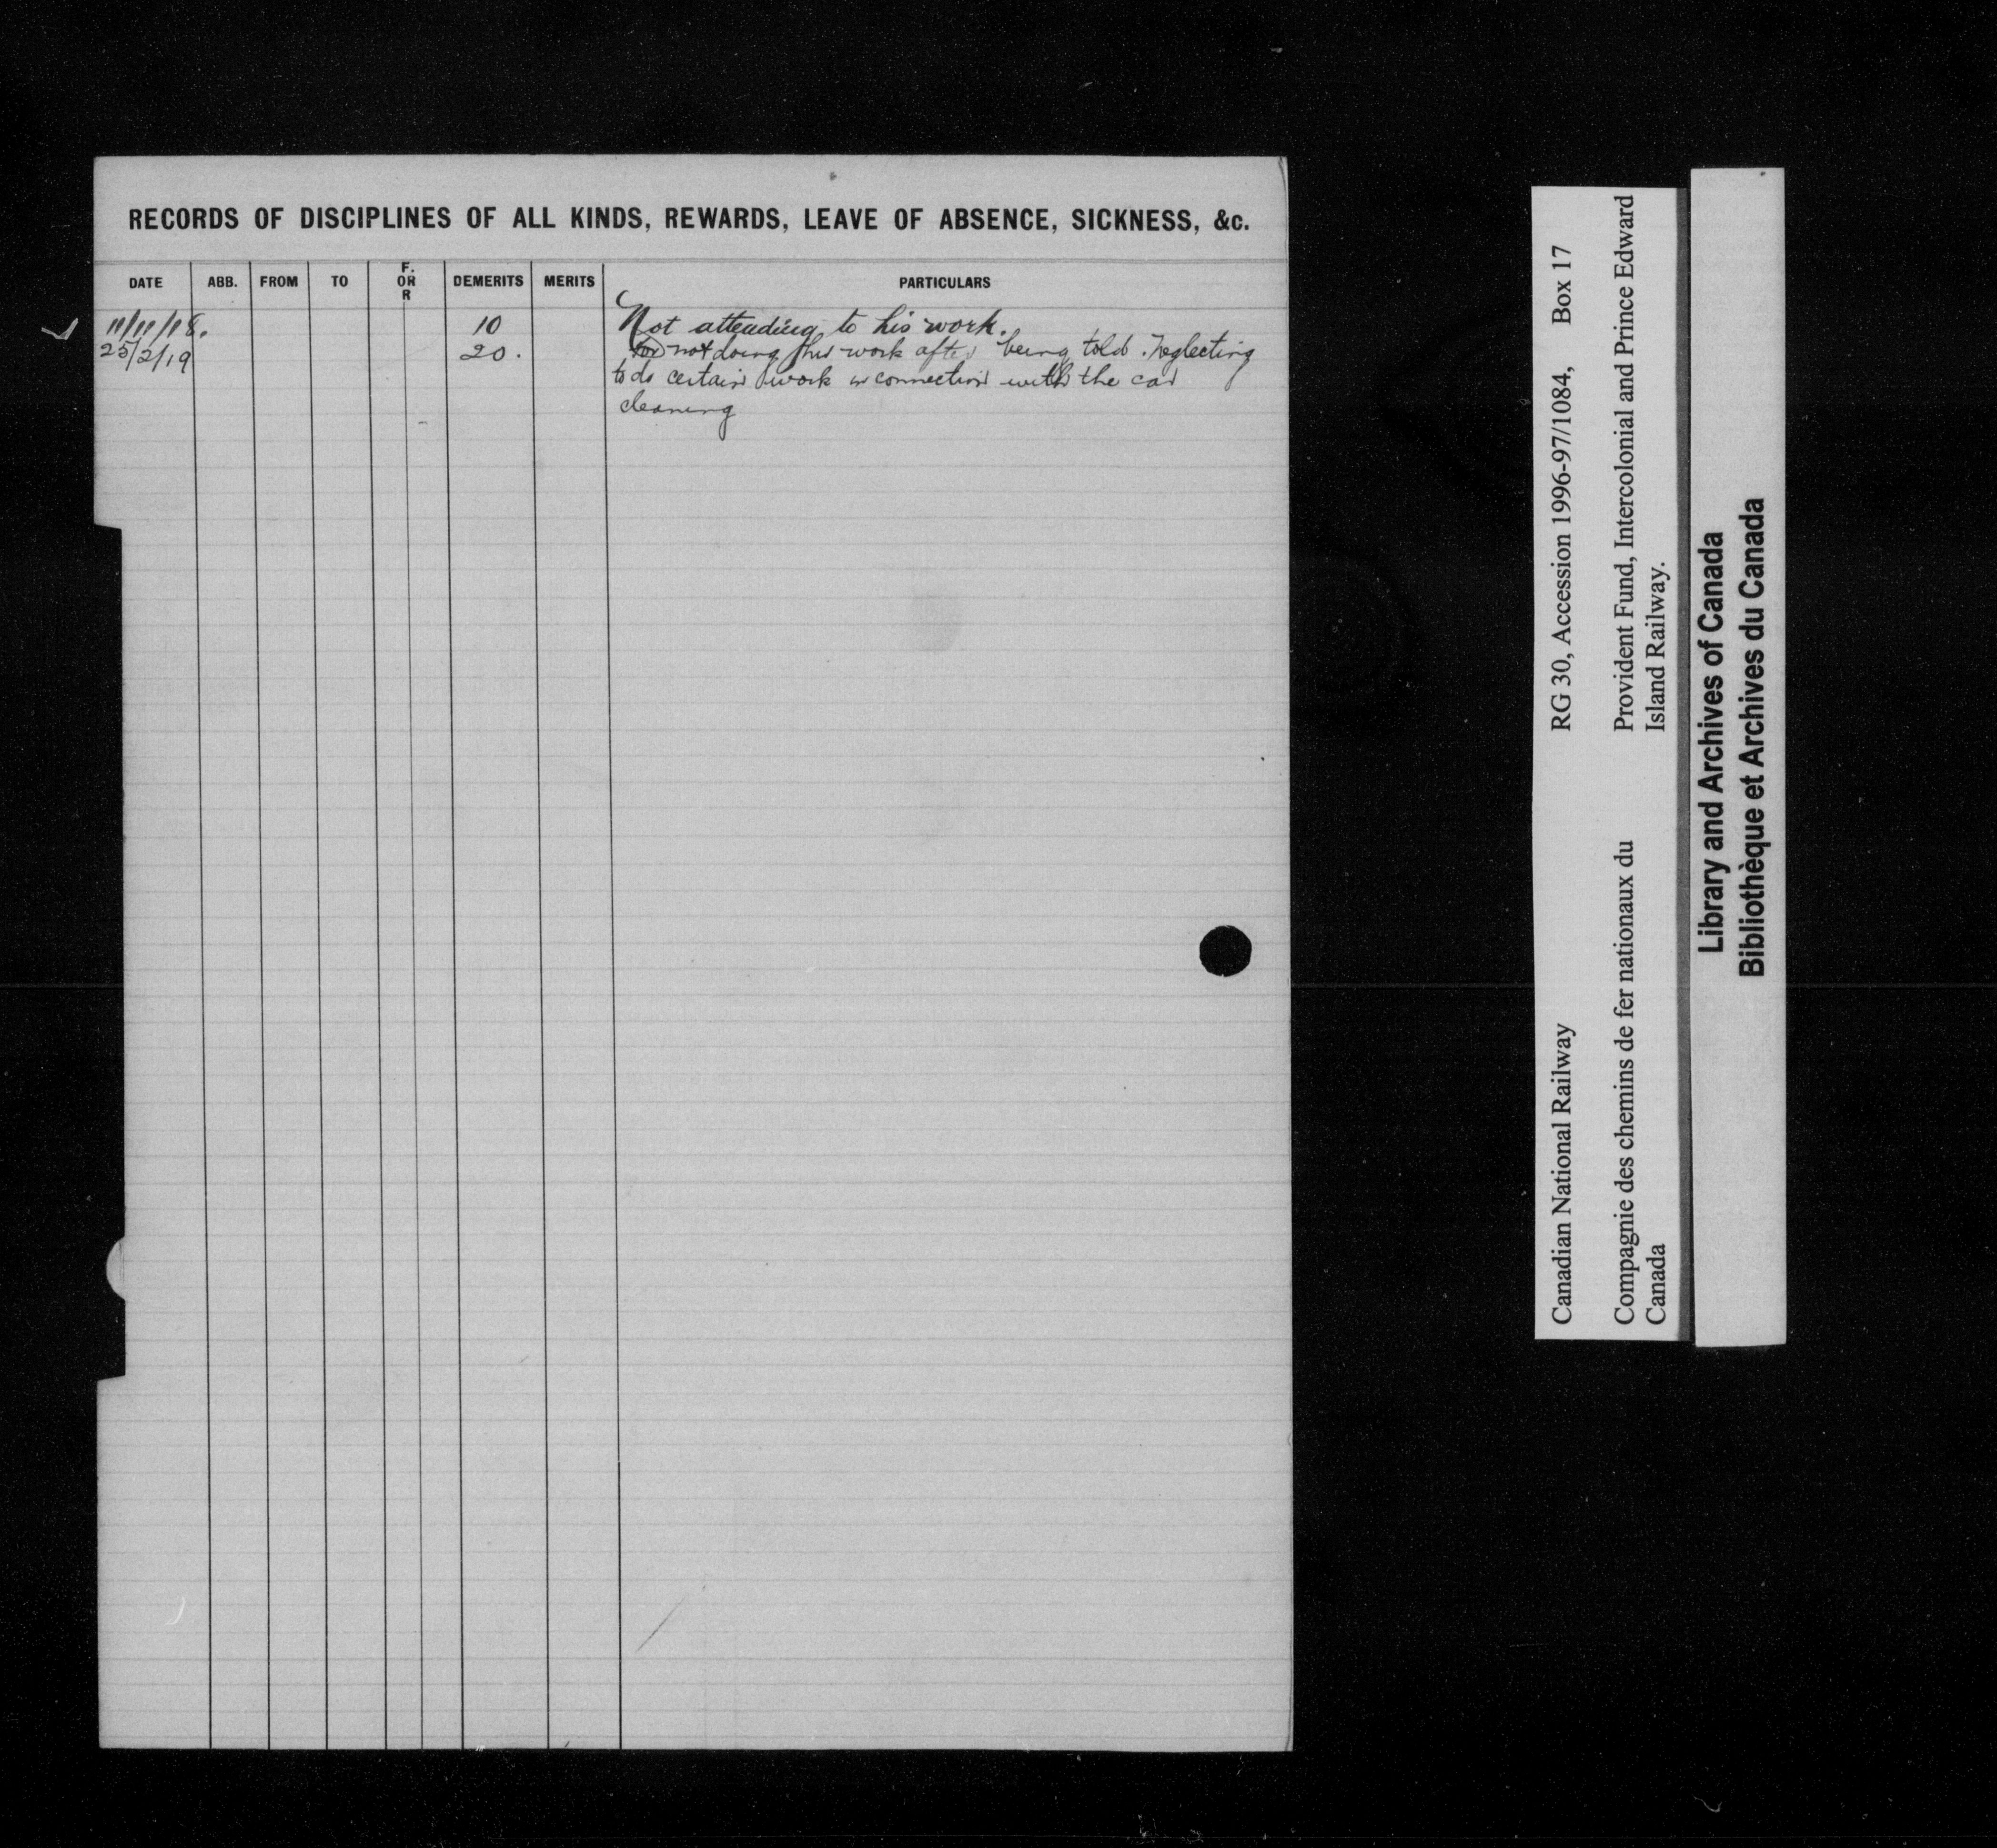 RECORDS OF DISCIPLINES OF ALL KINDS, REWARDS, LEAVE OF ABSENCE, SICKNESS, &c.
DATE ABB. FROM TO F. OR R DEMERITS MERITS PARTICULARS
11/11/18. 10 Not attending to his work.
25/2/19 20. for not doing his work after being told. Neglecting
to do certain work in connection with the car
cleaning
Canadian National Railway RG 30, Accession 1996-97/1084, Box 17
Compagnie des chemins de fer nationaux du Provident Fund, Intercolonial and Prince Edward
Canada Island Railway.
Library and Archives of Canada
Bibliothèque et Archives du Canada